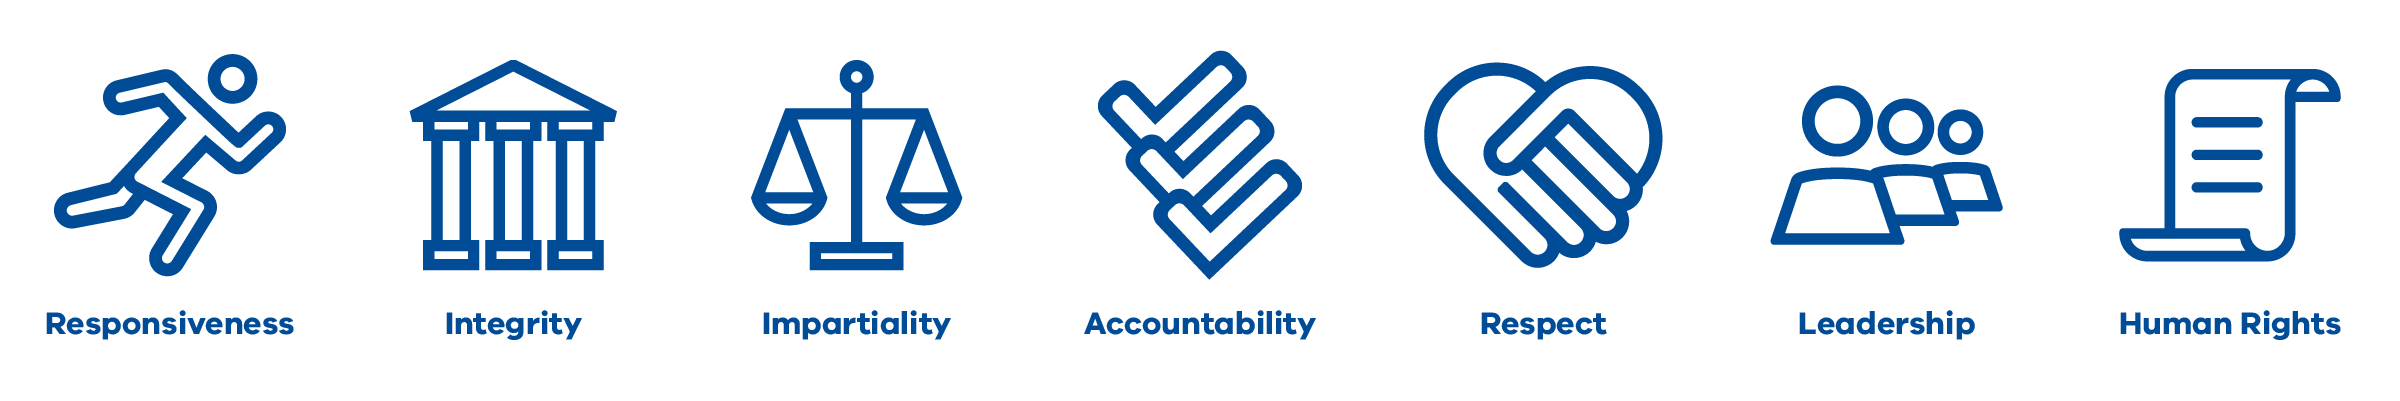 Responsiveness
Integrity
Impartiality
Accountability
Respect
Leadership
Human Rights